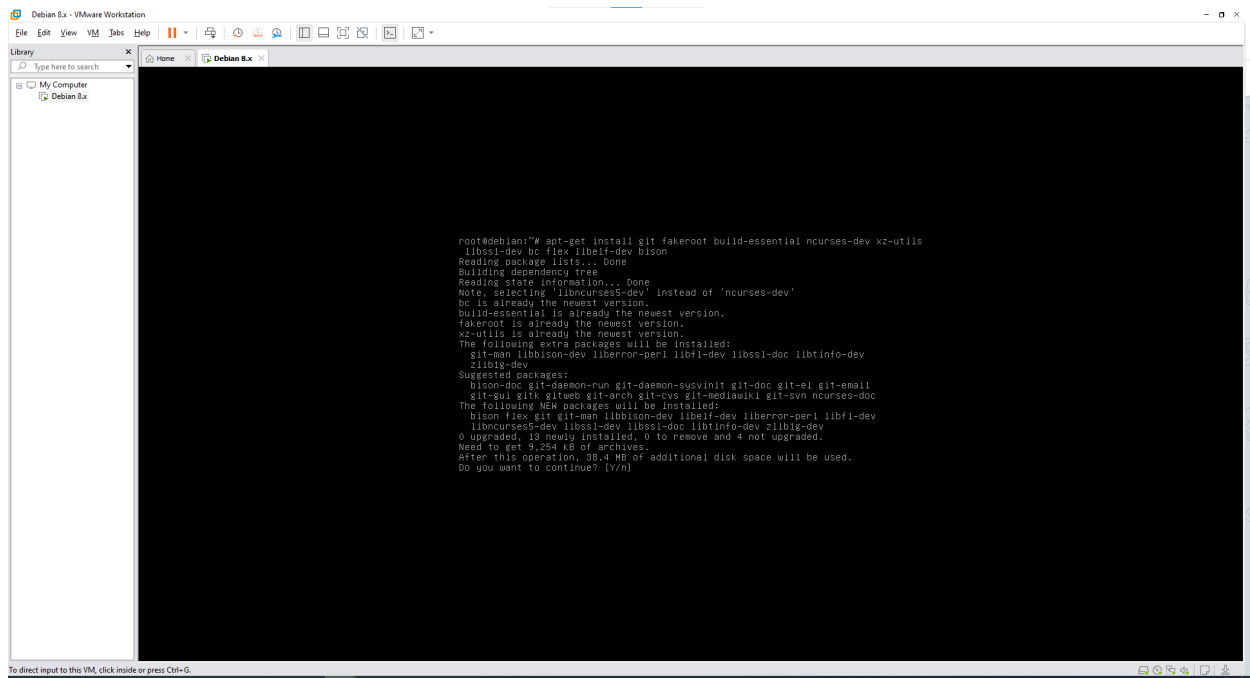 Debian 8.x - VMware Workstation
File Edit View VM Tabs Help
Library
Type here to search
My Computer
Debian 8.x
Home
Debian 8.x
root@debian:~# apt-get install git fakeroot build-essential ncurses-dev xz-utils
libssl-dev bc flex libelf-dev bison
Reading package lists... Done
Building dependency tree
Reading state information... Done
Note, selecting 'libncurses5-dev' instead of 'ncurses-dev'
bc is already the newest version.
build-essential is already the newest version.
fakeroot is already the newest version.
xz-utils is already the newest version.
The following extra packages will be installed:
git-man libbison-dev liberror-perl libfl-dev libssl-doc libtinfo-dev
zlib1g-dev
Suggested packages:
bison-doc git-daemon-run git-daemon-sysvinit git-doc git-el git-email
git-gui gitk gitweb git-arch git-cvs git-mediawiki git-svn ncurses-doc
The following NEW packages will be installed:
bison flex git git-man libbison-dev libelf-dev liberror-perl libfl-dev
libncurses5-dev libssl-dev libssl-doc libtinfo-dev zlib1g-dev
0 upgraded, 13 newly installed, 0 to remove and 4 not upgraded.
Need to get 9,254 kB of archives.
After this operation, 38.4 MB of additional disk space will be used.
Do you want to continue? [Y/n]
To direct input to this VM, click inside or press Ctrl+G.